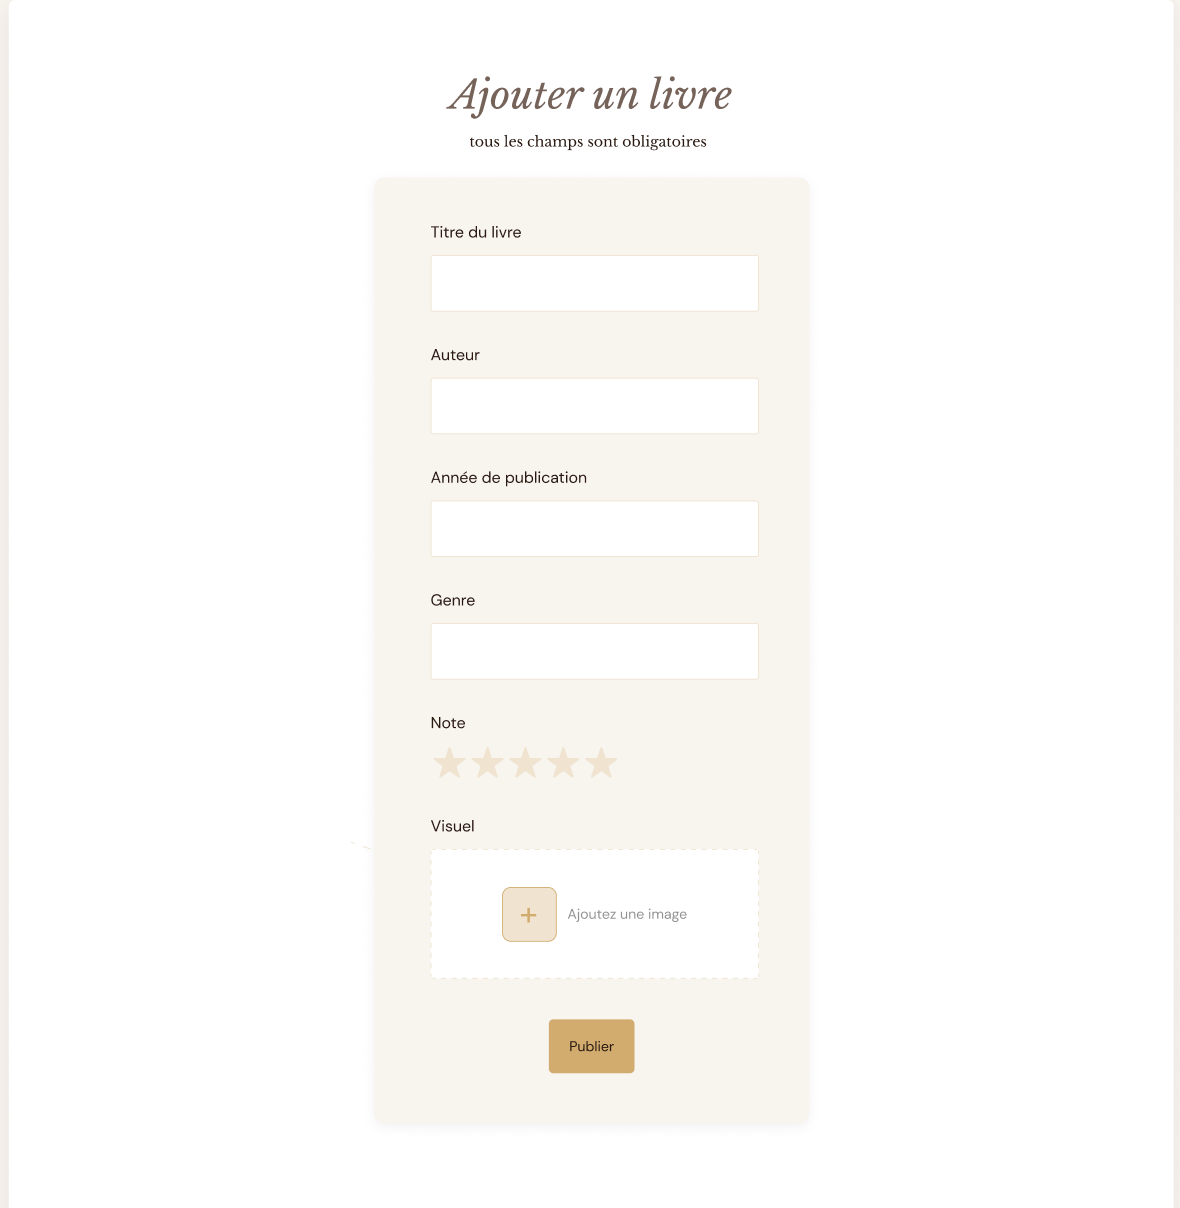 Ajouter un livre
tous les champs sont obligatoires
Titre du livre
Auteur
Année de publication
Genre
Note
Visuel
+ Ajoutez une image
Publier